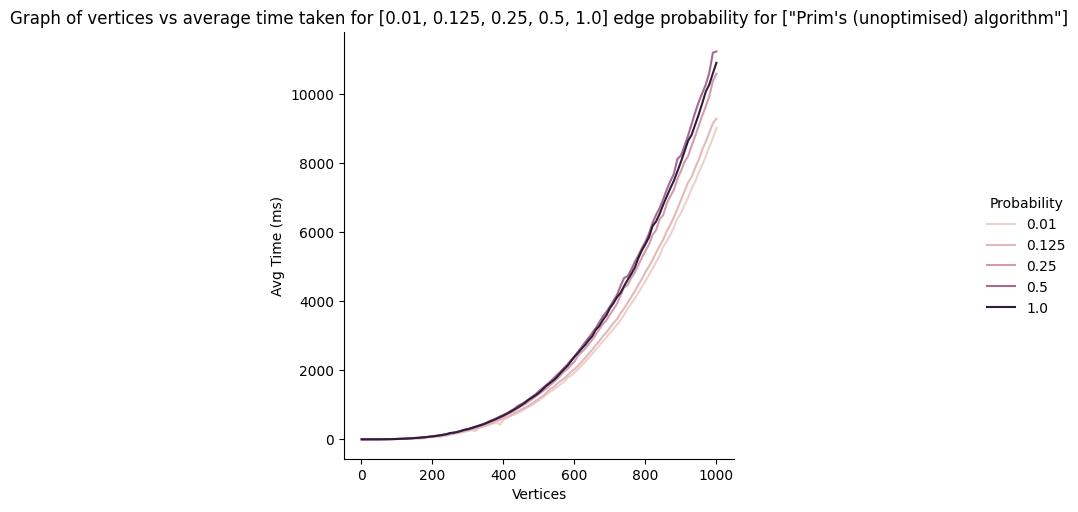 Graph of vertices vs average time taken for [0.01, 0.125, 0.25, 0.5, 1.0] edge probability for ["Prim's (unoptimised) algorithm"]
10000
8000
6000
4000
2000
0
Avg Time (ms)
0 200 400 600 800 1000
Vertices
Probability
0.01
0.125
0.25
0.5
1.0